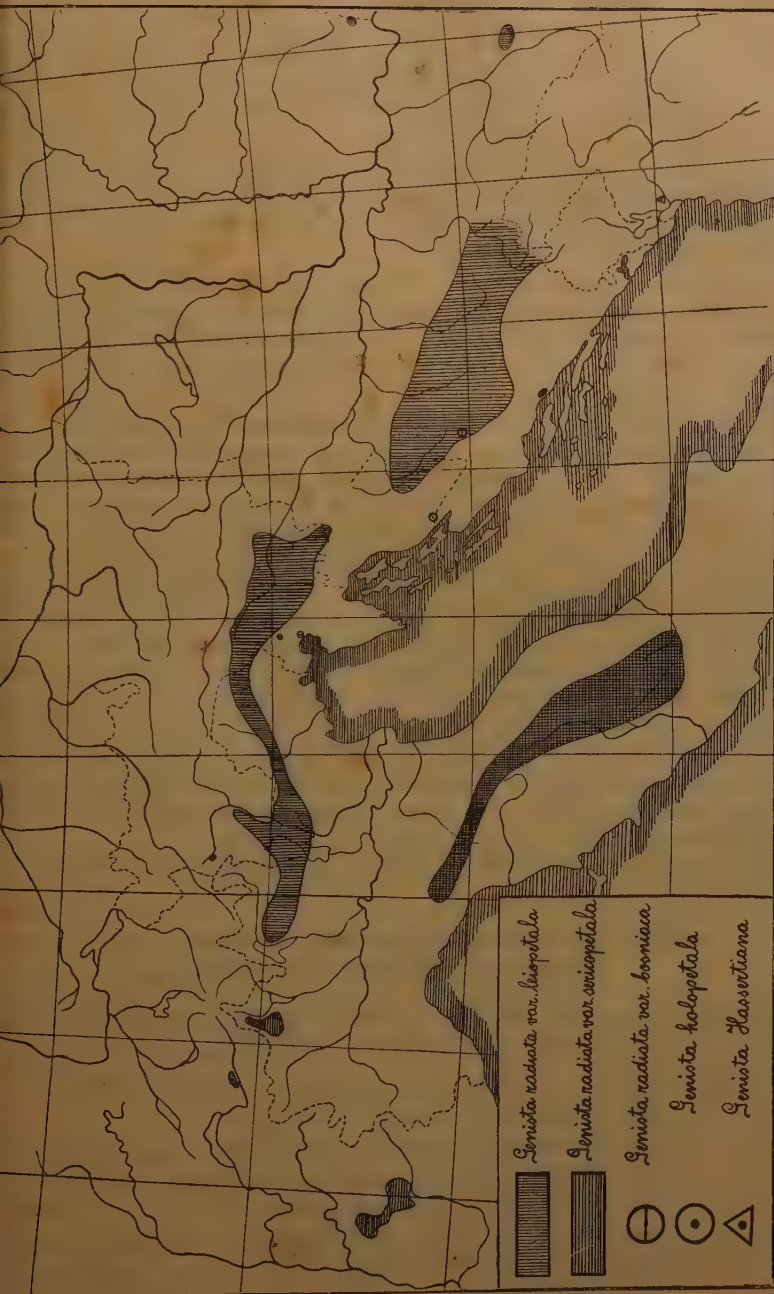 Genista radiata var. leiopetala
Genista radiata var. sericopetala
Genista radiata var. bosniaca
Genista holopetala
Genista Hassertiana